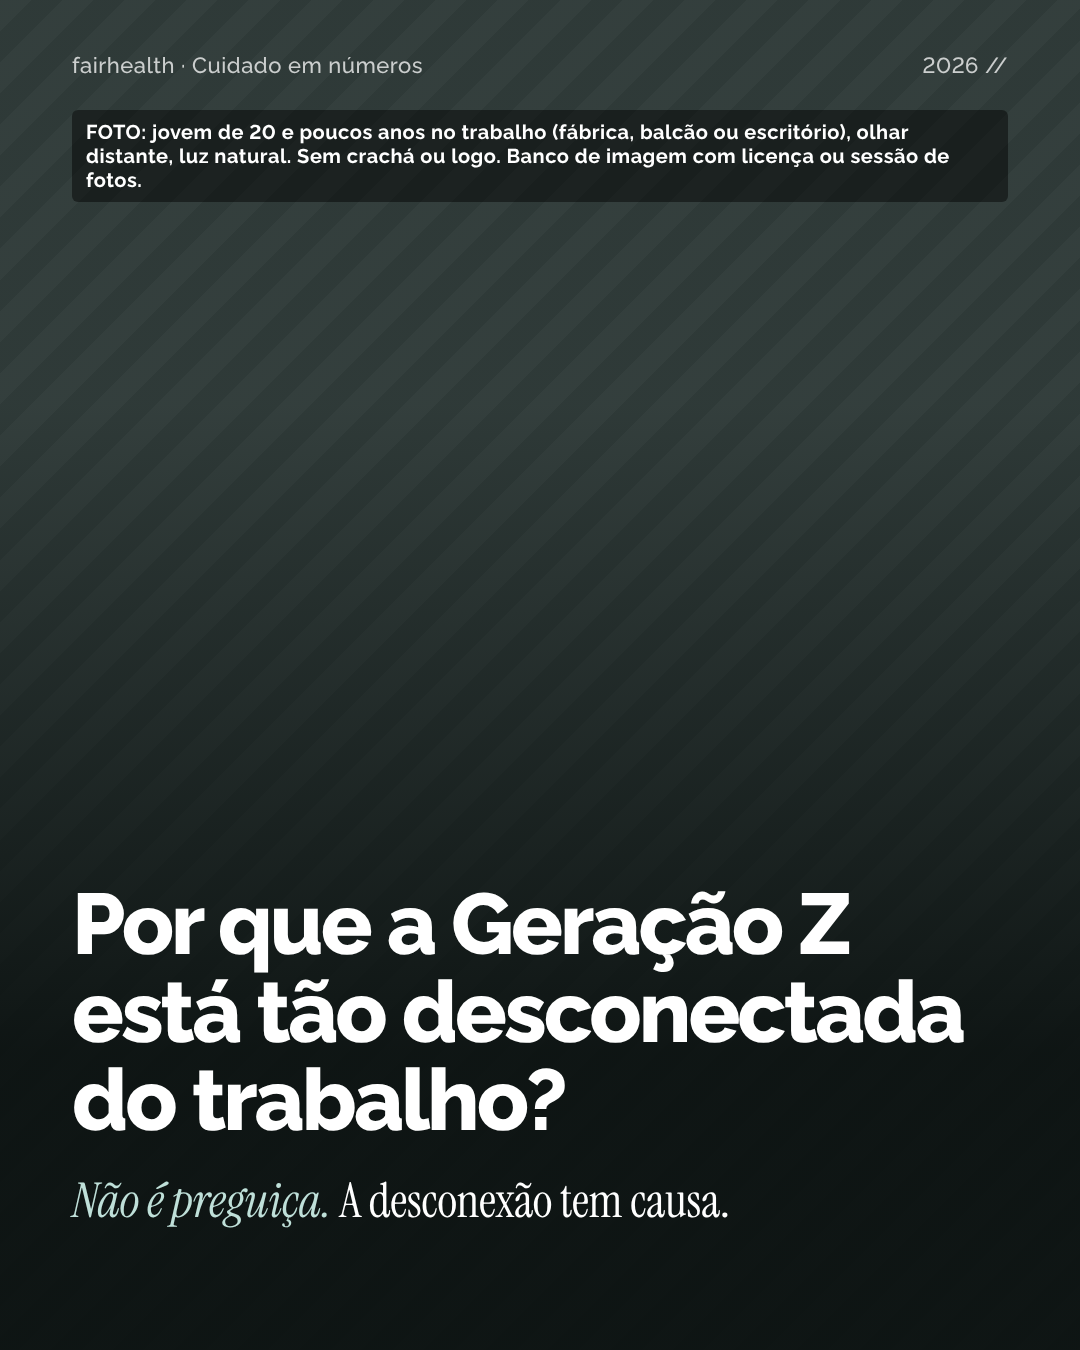 fairhealth · Cuidado em números
2026 //
FOTO: jovem de 20 e poucos anos no trabalho (fábrica, balcão ou escritório), olhar
distante, luz natural. Sem crachá ou logo. Banco de imagem com licença ou sessão de
fotos.
Por que a Geração Z
está tão desconectada
do trabalho?
Não é preguiça. A desconexão tem causa.